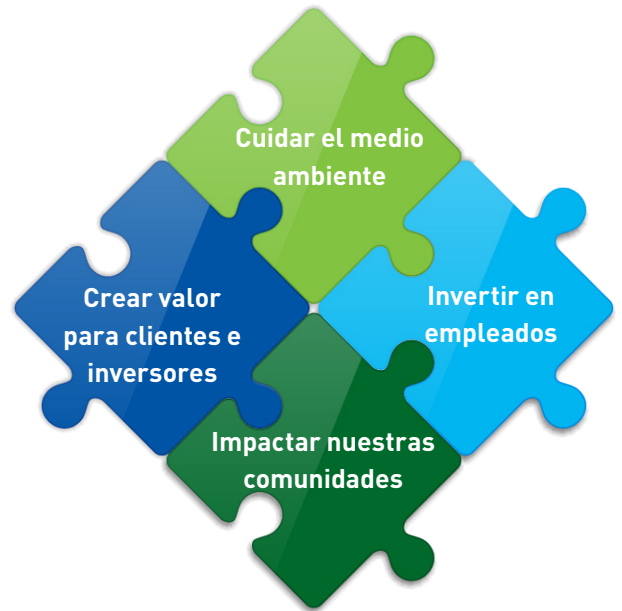 Cuidar el medio
ambiente
Crear valor
para clientes e
inversores
Invertir en
empleados
Impactar nuestras
comunidades